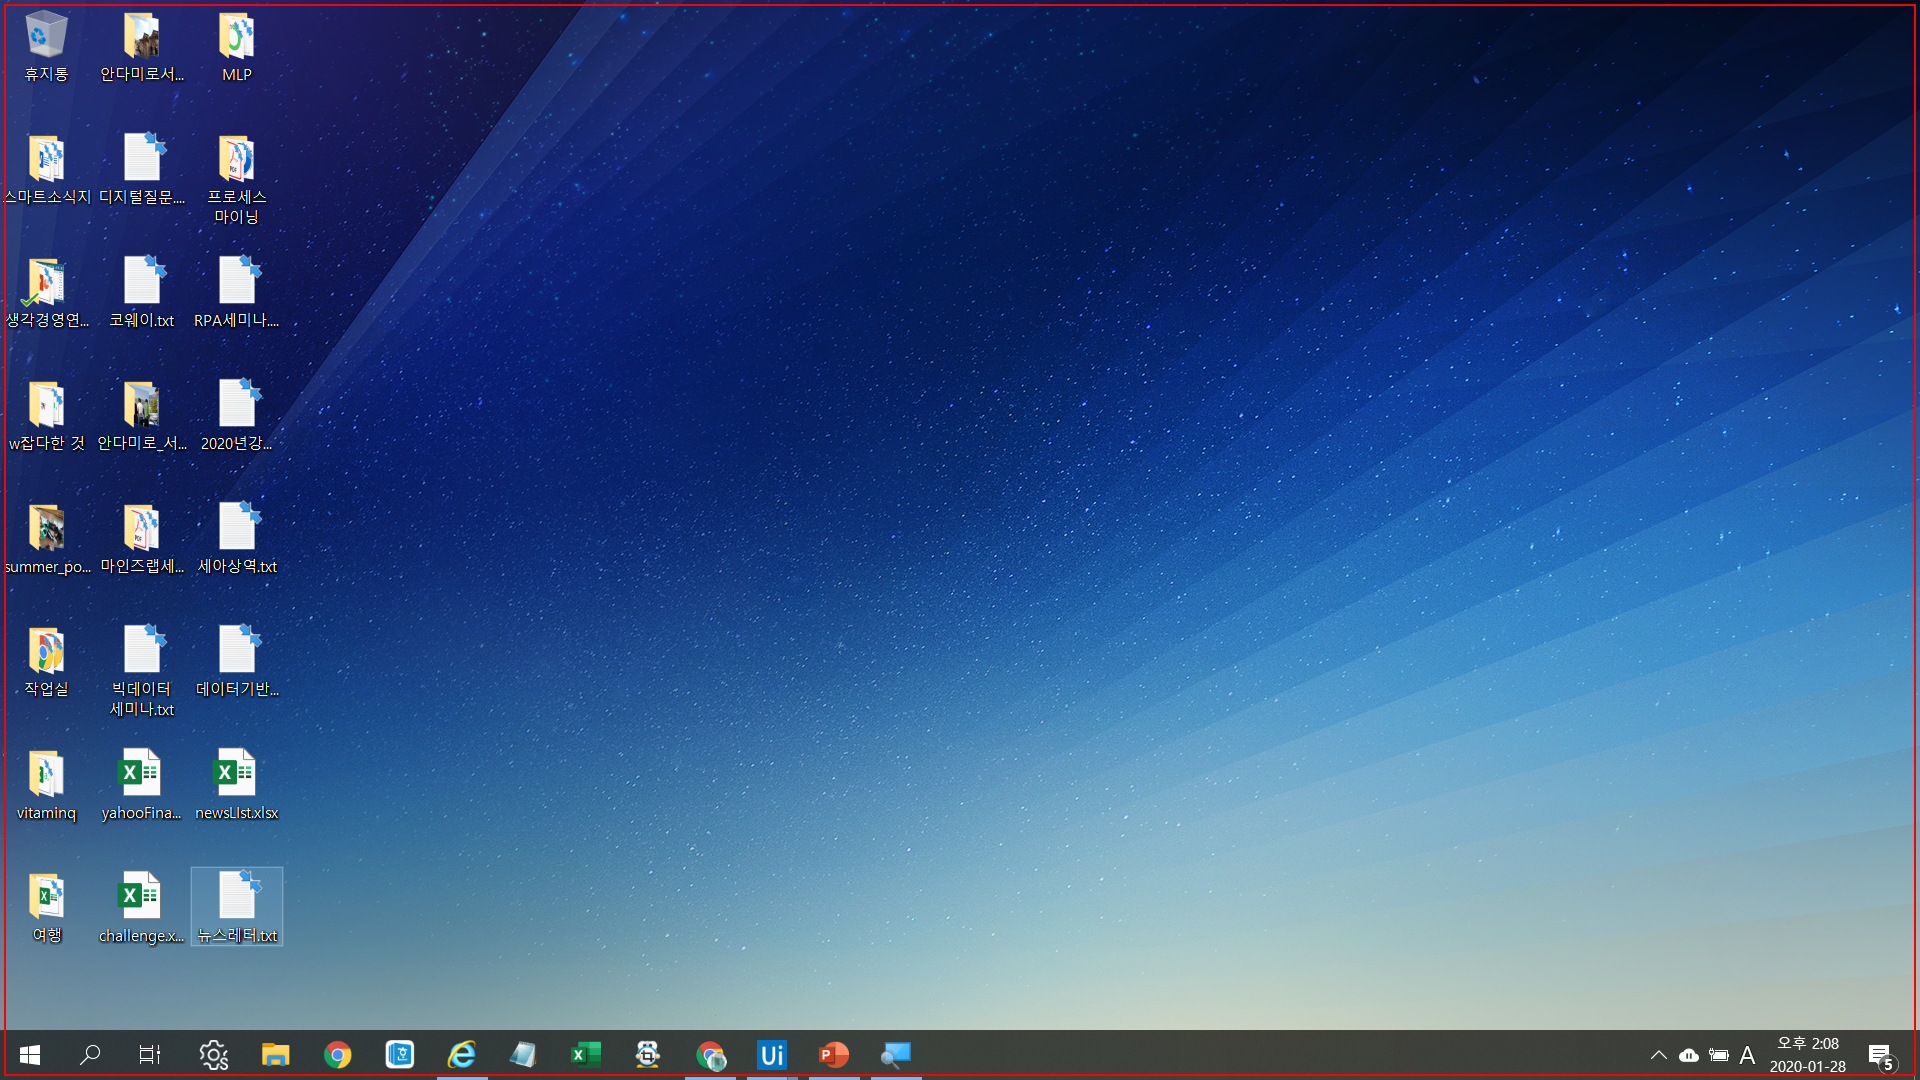 휴지통
안다미로서...
MLP
스마트소식지
디지털질문....
프로세스
마이닝
생각경영연...
코웨이.txt
RPA세미나....
w잡다한 것
안다미로_서...
2020년강...
summer_po...
마인즈랩세...
세아상역.txt
작업실
빅데이터
세미나.txt
데이터기반...
vitaminq
yahooFina...
newsLIst.xlsx
여행
challenge.x...
뉴스레터.txt
Ui
A
오후 2:08
2020-01-28
5